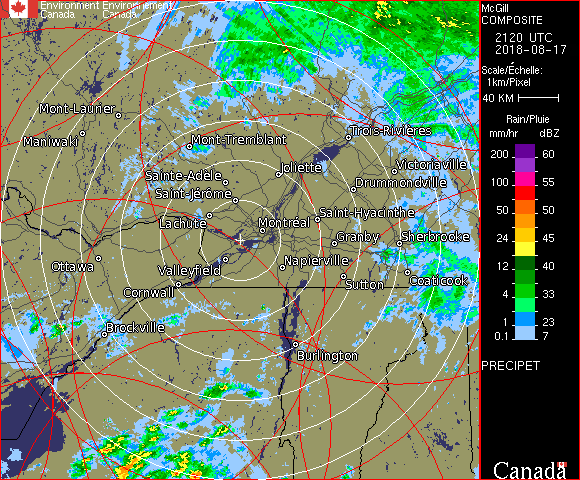 Environment Environnement
Canada Canada
McGill
COMPOSITE
2120 UTC
2018-08-17
Scale/Échelle:
1km/Pixel
40 KM
Rain/Pluie
mm/hr dBZ
200 60
100 55
50 50
24 45
12 40
4 33
1 23
0.1 7
PRECIPET
Mont-Laurier
Maniwaki
Mont-Tremblant
Trois-Rivières
Victoriaville
Joliette
Sainte-Adèle
Drummondville
Saint-Jérôme
Lachute
Saint-Hyacinthe
Montréal
Granby
Sherbrooke
Ottawa
Valleyfield
Napierville
Sutton
Coaticook
Cornwall
Brockville
Burlington
Canada